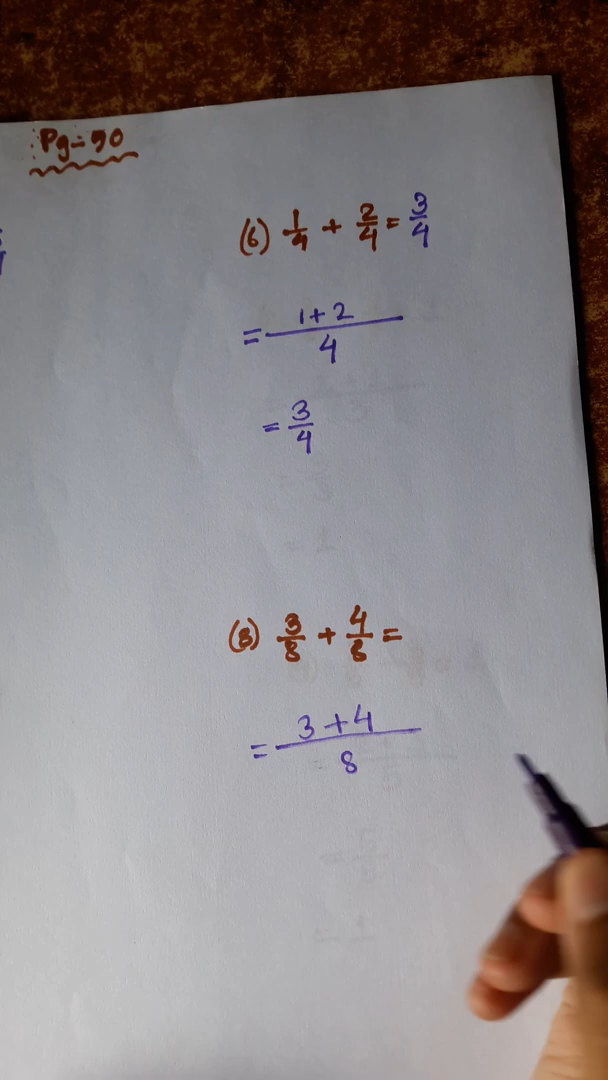 Pg=90
(6) 1/4 + 2/4 = 3/4
= 1+2/4
= 3/4
(8) 3/8 + 4/8 =
= 3+4/8